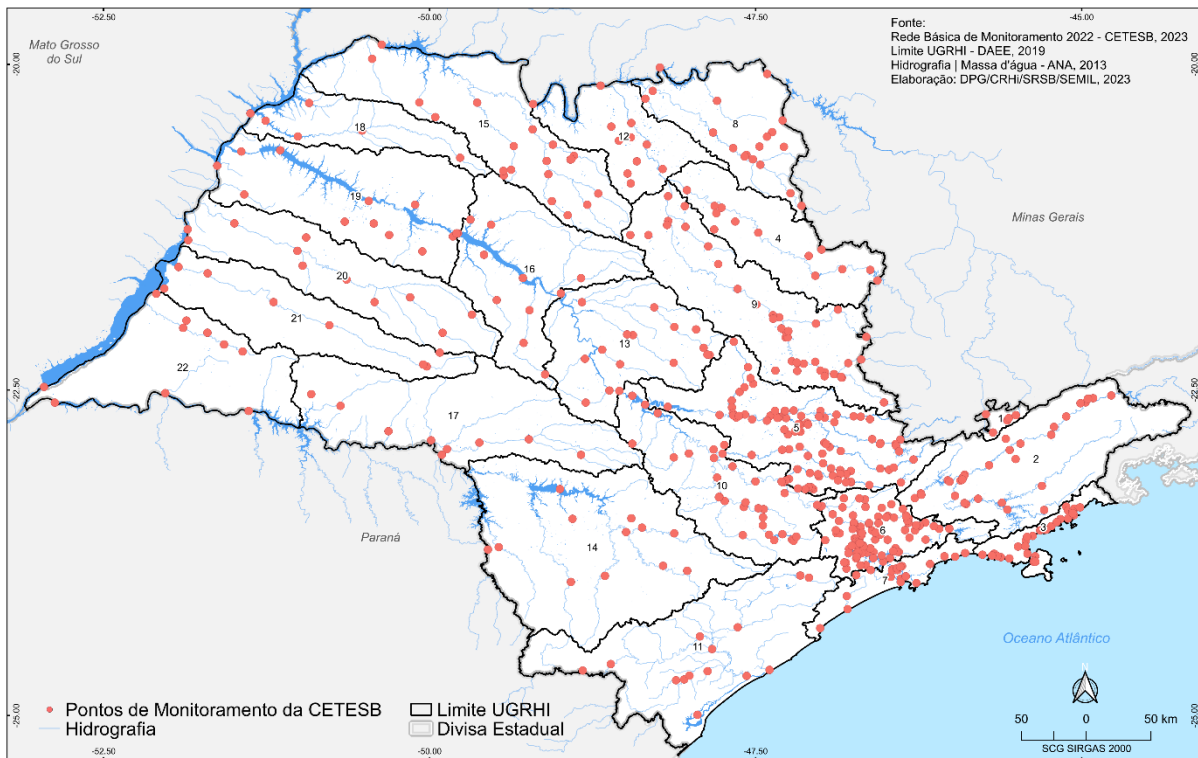 -52.50
-50.00
-47.50
-45.00
Mato Grosso
do Sul
Fonte:
Rede Básica de Monitoramento 2022 - CETESB, 2023
Limite UGRHI - DAEE, 2019
Hidrografia | Massa d'água - ANA, 2013
Elaboração: DPG/CRHi/SRSB/SEMIL, 2023
-20.00
-20.00
18
15
12
8
19
Minas Gerais
4
16
20
9
21
13
22
-22.50
-22.50
17
5
1
2
10
3
6
Paraná
14
7
11
Oceano Atlântico
N
-25.00
-25.00
Pontos de Monitoramento da CETESB
Limite UGRHI
Hidrografia
Divisa Estadual
50 0 50 km
SCG SIRGAS 2000
-52.50
-50.00
-47.50
-45.00